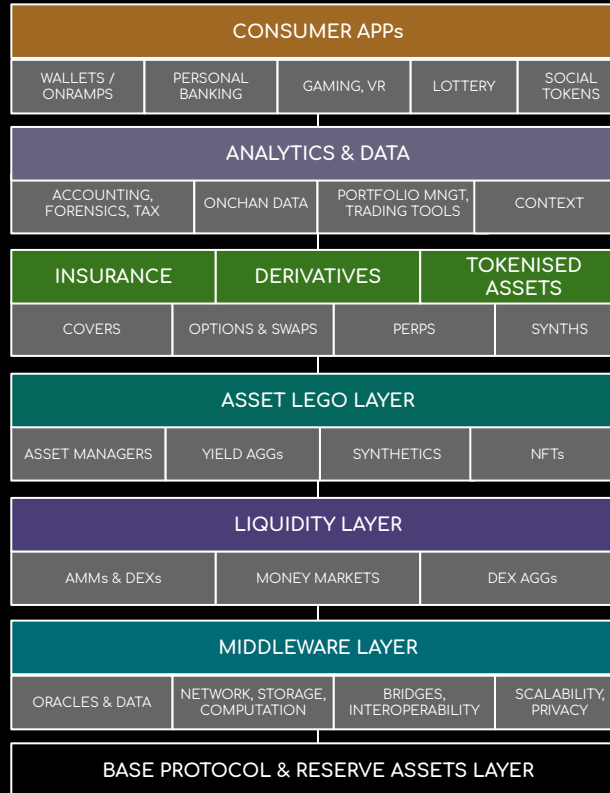 CONSUMER APPs
WALLETS /
ONRAMPS
PERSONAL
BANKING
GAMING, VR
LOTTERY
SOCIAL
TOKENS
ANALYTICS & DATA
ACCOUNTING,
FORENSICS, TAX
ONCHAN DATA
PORTFOLIO MNGT,
TRADING TOOLS
CONTEXT
INSURANCE
DERIVATIVES
TOKENISED
ASSETS
COVERS
OPTIONS & SWAPS
PERPS
SYNTHS
ASSET LEGO LAYER
ASSET MANAGERS
YIELD AGGs
SYNTHETICS
NFTs
LIQUIDITY LAYER
AMMs & DEXs
MONEY MARKETS
DEX AGGs
MIDDLEWARE LAYER
ORACLES & DATA
NETWORK, STORAGE,
COMPUTATION
BRIDGES,
INTEROPERABILITY
SCALABILITY,
PRIVACY
BASE PROTOCOL & RESERVE ASSETS LAYER